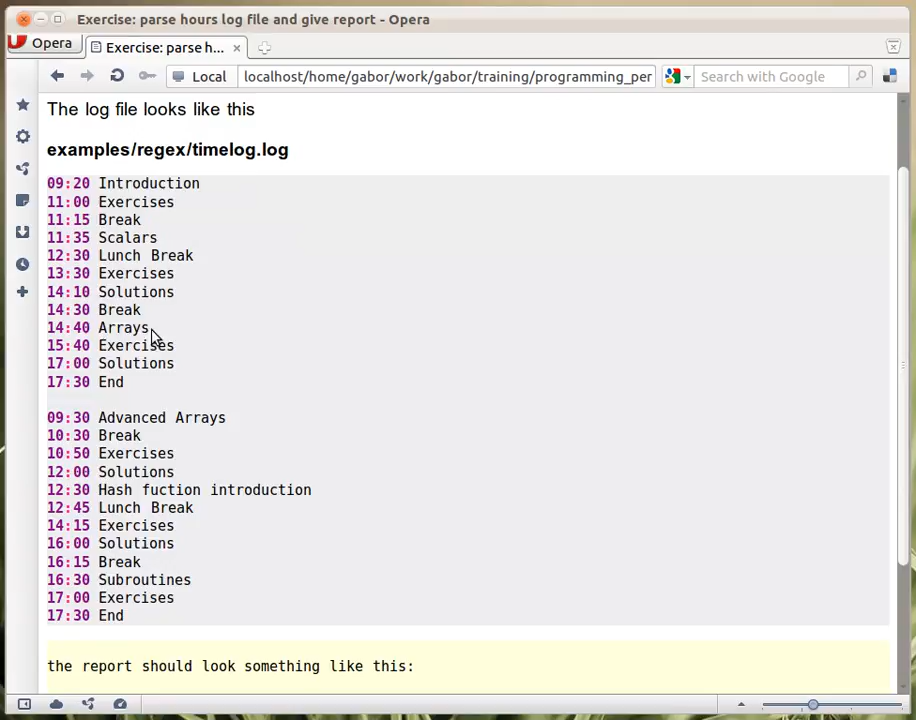 Exercise: parse hours log file and give report - Opera
Opera
Exercise: parse h...
Local
localhost/home/gabor/work/gabor/training/programming_per
Search with Google
The log file looks like this
examples/regex/timelog.log
09:20 Introduction
11:00 Exercises
11:15 Break
11:35 Scalars
12:30 Lunch Break
13:30 Exercises
14:10 Solutions
14:30 Break
14:40 Arrays
15:40 Exercises
17:00 Solutions
17:30 End
09:30 Advanced Arrays
10:30 Break
10:50 Exercises
12:00 Solutions
12:30 Hash fuction introduction
12:45 Lunch Break
14:15 Exercises
16:00 Solutions
16:15 Break
16:30 Subroutines
17:00 Exercises
17:30 End
the report should look something like this: